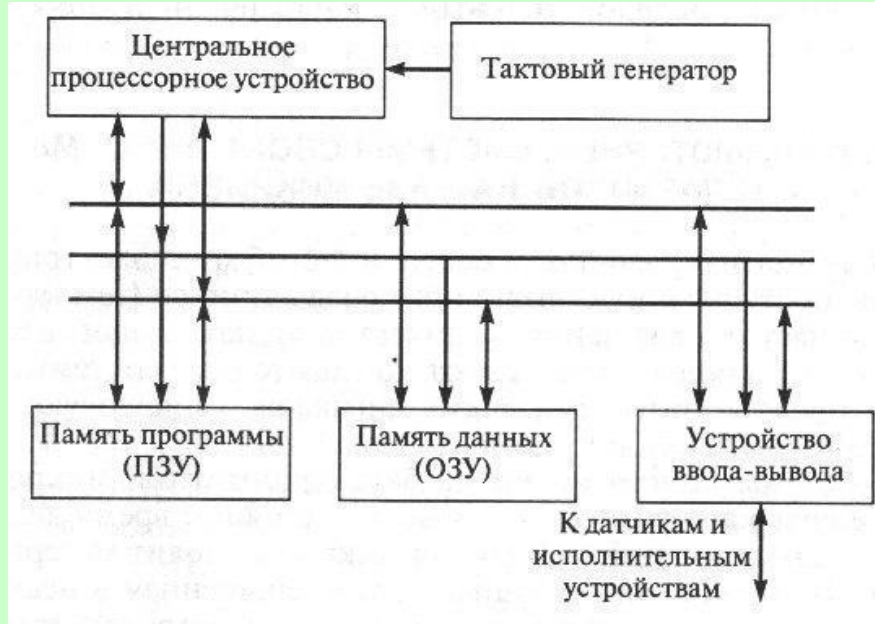 Центральное
процессорное устройство
Тактовый генератор
Память программы
(ПЗУ)
Память данных
(ОЗУ)
Устройство
ввода-вывода
К датчикам и
исполнительным
устройствам